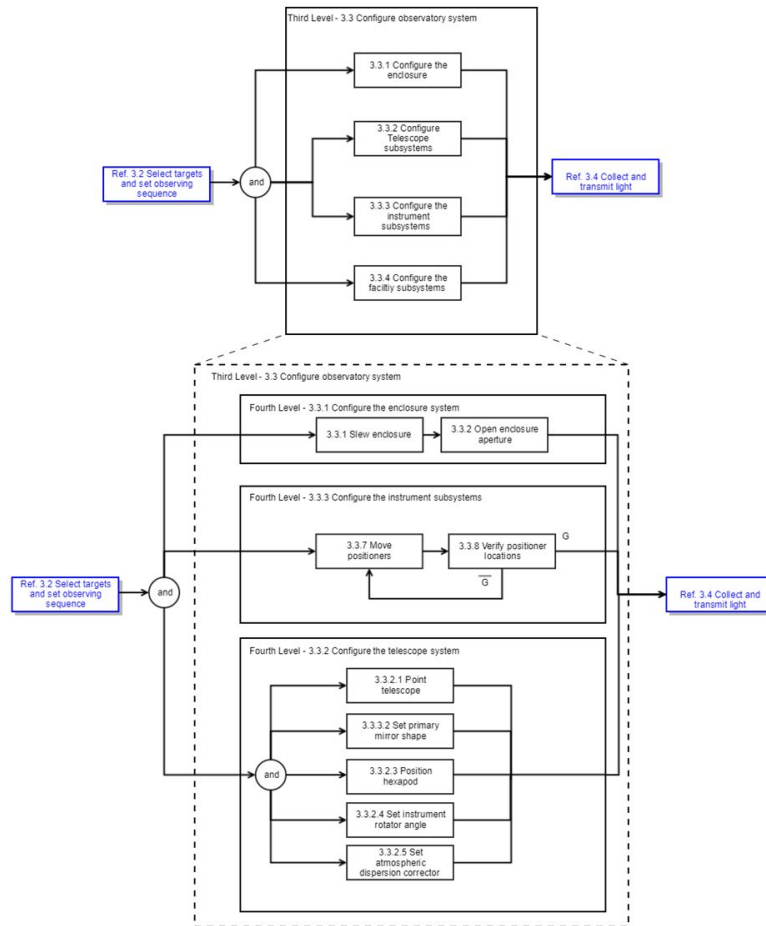 Third Level - 3.3 Configure observatory system
3.3.1 Configure the
enclosure
3.3.2 Configure
Telescope
subsystems
Ref. 3.2 Select targets
and set observing
sequence
and
Ref. 3.4 Collect and
transmit light
3.3.3 Configure the
instrument
subsystems
3.3.4 Configure the
faciltiy subsystems
Third Level - 3.3 Configure observatory system
Fourth Level - 3.3.1 Configure the enclosure system
3.3.1 Slew enclosure
3.3.2 Open enclosure
aperture
Fourth Level - 3.3.3 Configure the instrument subsystems
3.3.7 Move
positioners
3.3.8 Verify positioner
locations
G
G
Ref. 3.2 Select targets
and set observing
sequence
and
Ref. 3.4 Collect and
transmit light
Fourth Level - 3.3.2 Configure the telescope system
3.3.2.1 Point
telescope
3.3.3.2 Set primary
mirror shape
and
3.3.2.3 Position
hexapod
3.3.2.4 Set instrument
rotator angle
3.3.2.5 Set
atmospheric
dispersion corrector